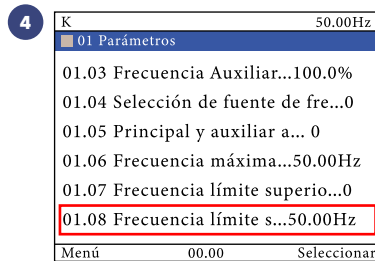 4
K 50.00Hz
01 Parámetros
01.03 Frecuencia Auxiliar...100.0%
01.04 Selección de fuente de fre...0
01.05 Principal y auxiliar a... 0
01.06 Frecuencia máxima...50.00Hz
01.07 Frecuencia límite superio...0
01.08 Frecuencia límite s...50.00Hz
Menú 00.00 Seleccionar